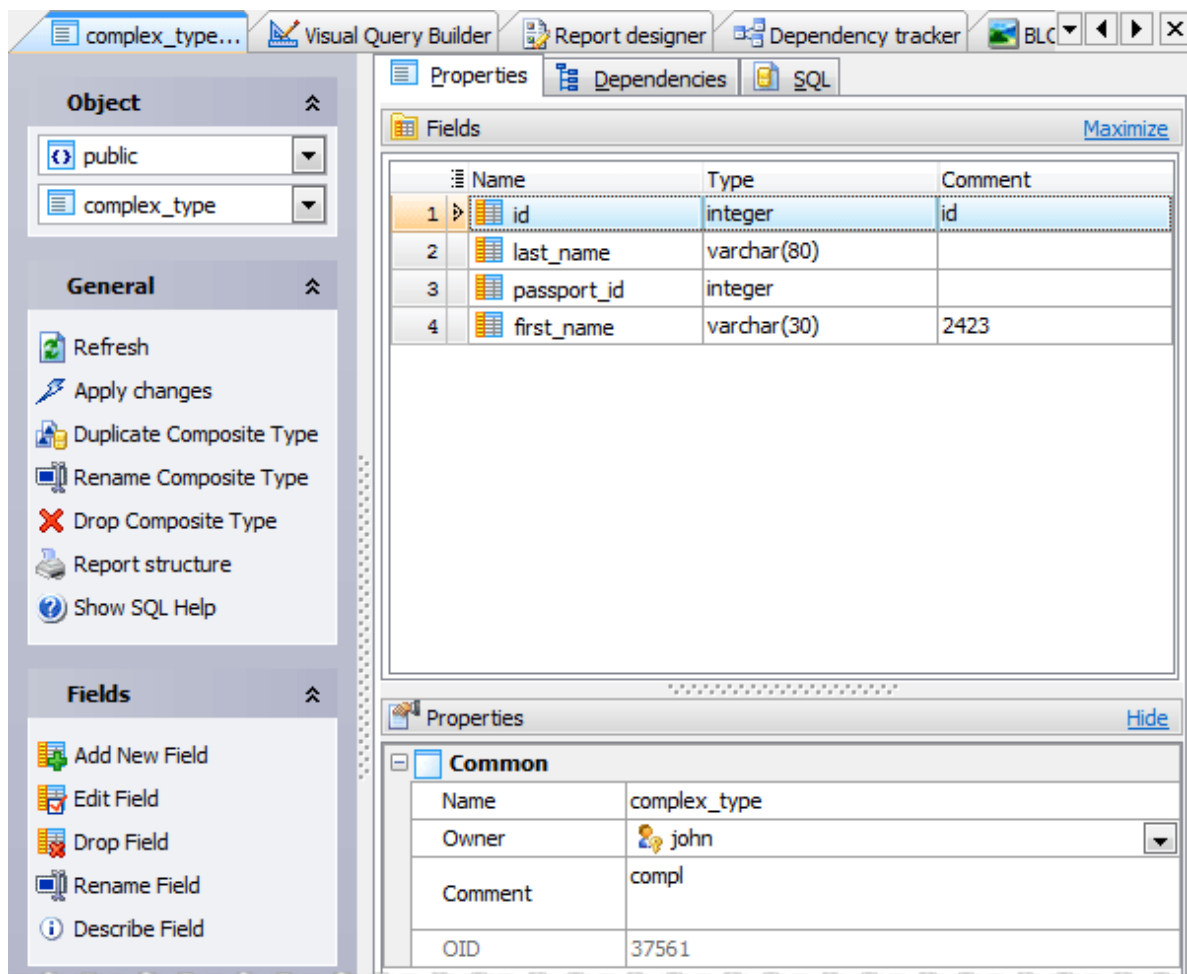 complex_type... Visual Query Builder Report designer Dependency tracker BLC
Properties Dependencies SQL
Object
public
complex_type
General
Refresh
Apply changes
Duplicate Composite Type
Rename Composite Type
Drop Composite Type
Report structure
Show SQL Help
Fields
Add New Field
Edit Field
Drop Field
Rename Field
Describe Field
Fields Maximize
Name Type Comment
1 id integer id
2 last_name varchar(80)
3 passport_id integer
4 first_name varchar(30) 2423
Properties Hide
Common
Name complex_type
Owner john
Comment compl
OID 37561